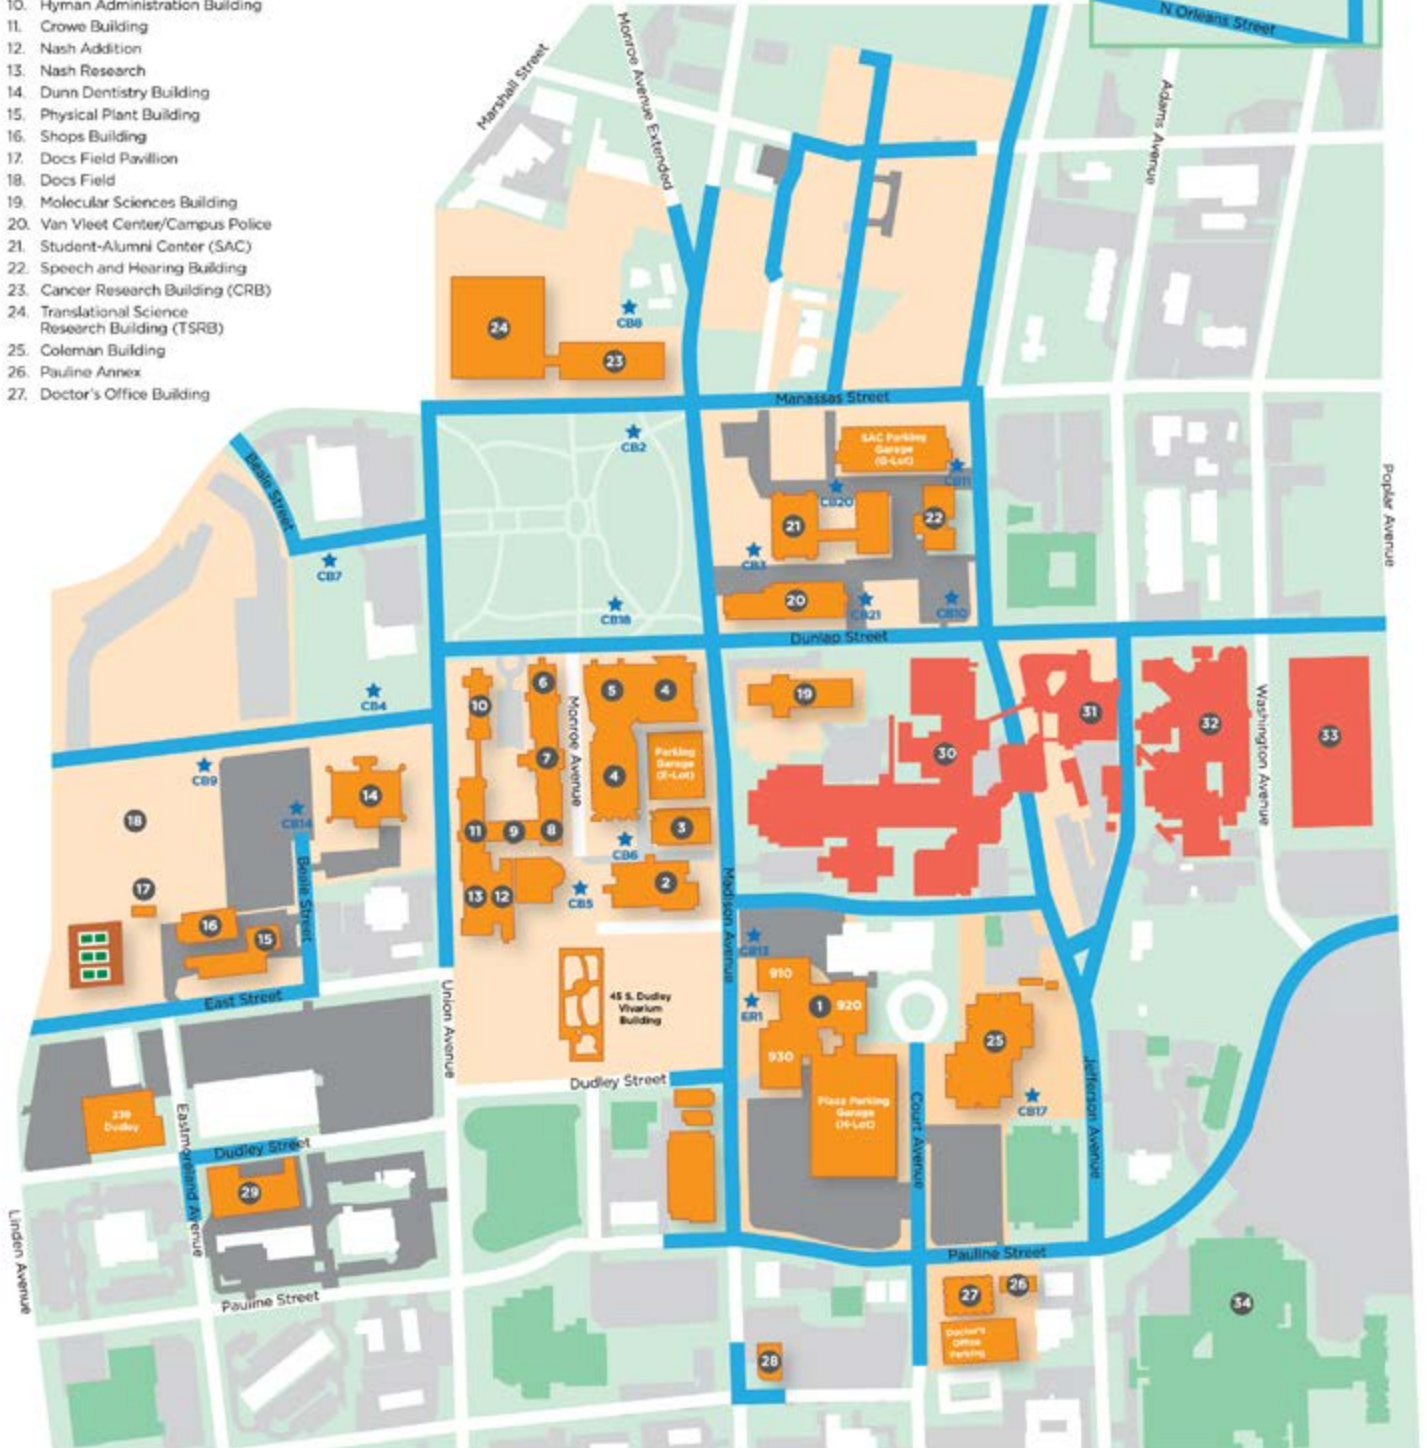 10. Hyman Administration Building
11. Crowe Building
12. Nash Addition
13. Nash Research
14. Dunn Dentistry Building
15. Physical Plant Building
16. Shops Building
17. Docs Field Pavillion
18. Docs Field
19. Molecular Sciences Building
20. Van Vleet Center/Campus Police
21. Student-Alumni Center (SAC)
22. Speech and Hearing Building
23. Cancer Research Building (CRB)
24. Translational Science
Research Building (TSRB)
25. Coleman Building
26. Pauline Annex
27. Doctor's Office Building
N Orleans Street
Marshall Street
Monroe Avenue Extended
Adams Avenue
24
23
CB8
Manassas Street
CB2
SAC Parking
Garage
(G-Lot)
CB11
CB20
21
22
CB3
20
CB21
CB10
CB18
Beale Street
CB7
Poplar Avenue
Dunlap Street
CB4
10
6
5
4
19
Monroe Avenue
7
4
Parking
Garage
(E-Lot)
30
31
32
33
Washington Avenue
CB9
14
CB14
18
11
9
8
3
CB6
17
Beale Street
13
12
CB5
2
Madison Avenue
16
15
CB13
East Street
Union Avenue
45 S. Dudley
Vivarium
Building
910
1
920
ER1
930
25
CB17
Dudley Street
Plaza Parking
Garage
(H-Lot)
Court Avenue
Jefferson Avenue
239
Dudley
Eastmoreland Avenue
Dudley Street
29
Linden Avenue
Pauline Street
Pauline Street
27
26
34
Doctor's
Office
Parking
28